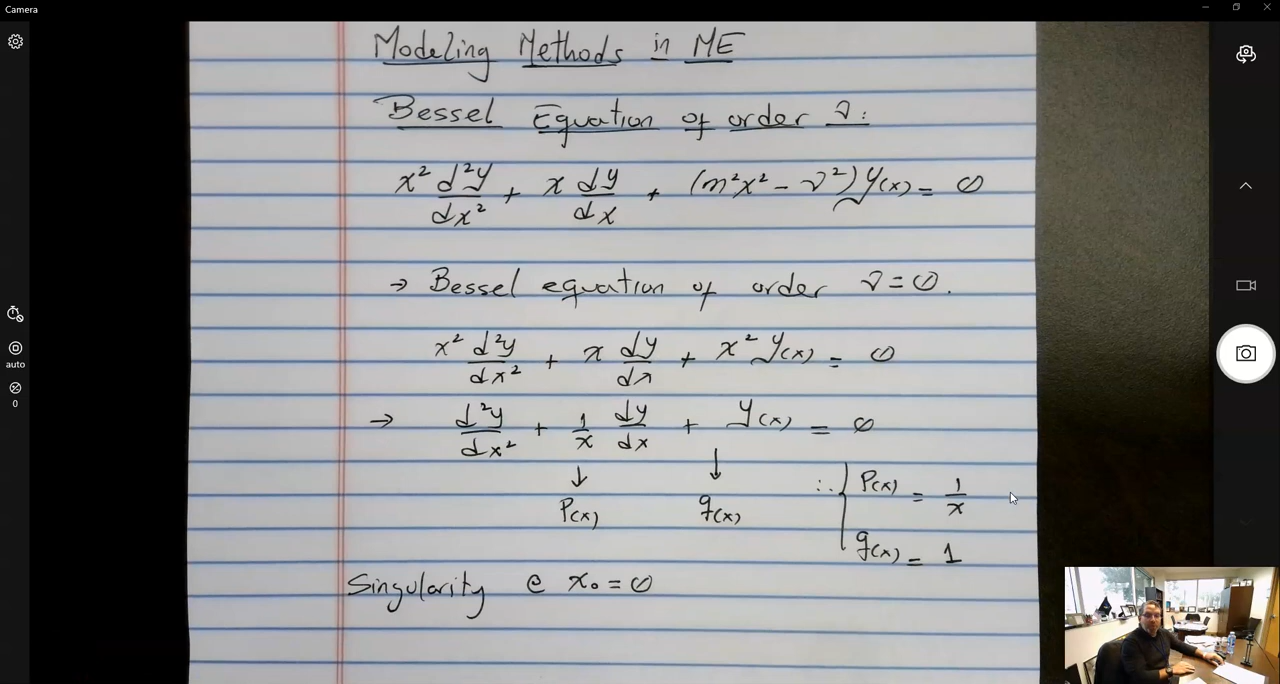 Camera
Modeling Methods in ME
Bessel Equation of order ν:
x² d²y/dx² + x dy/dx + (m²x² - ν²) y(x) = 0
→ Bessel equation of order ν = 0.
x² d²y/dx² + x dy/dx + x² y(x) = 0
→ d²y/dx² + 1/x dy/dx + y(x) = 0
↓ ↓
P(x) q(x)
∴ { P(x) = 1/x
q(x) = 1
Singularity @ x₀ = 0
auto
0